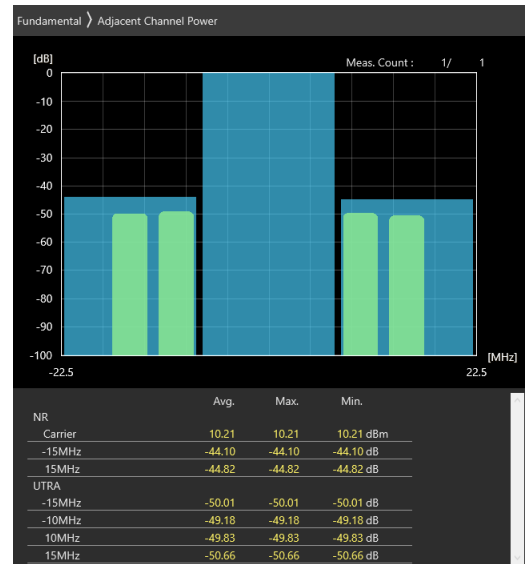 Fundamental ❯ Adjacent Channel Power
[dB] Meas. Count : 1/ 1
0
-10
-20
-30
-40
-50
-60
-70
-80
-90
-100 [MHz]
-22.5 22.5
Avg. Max. Min.
NR
Carrier 10.21 10.21 10.21 dBm
-15MHz -44.10 -44.10 -44.10 dB
15MHz -44.82 -44.82 -44.82 dB
UTRA
-15MHz -50.01 -50.01 -50.01 dB
-10MHz -49.18 -49.18 -49.18 dB
10MHz -49.83 -49.83 -49.83 dB
15MHz -50.66 -50.66 -50.66 dB